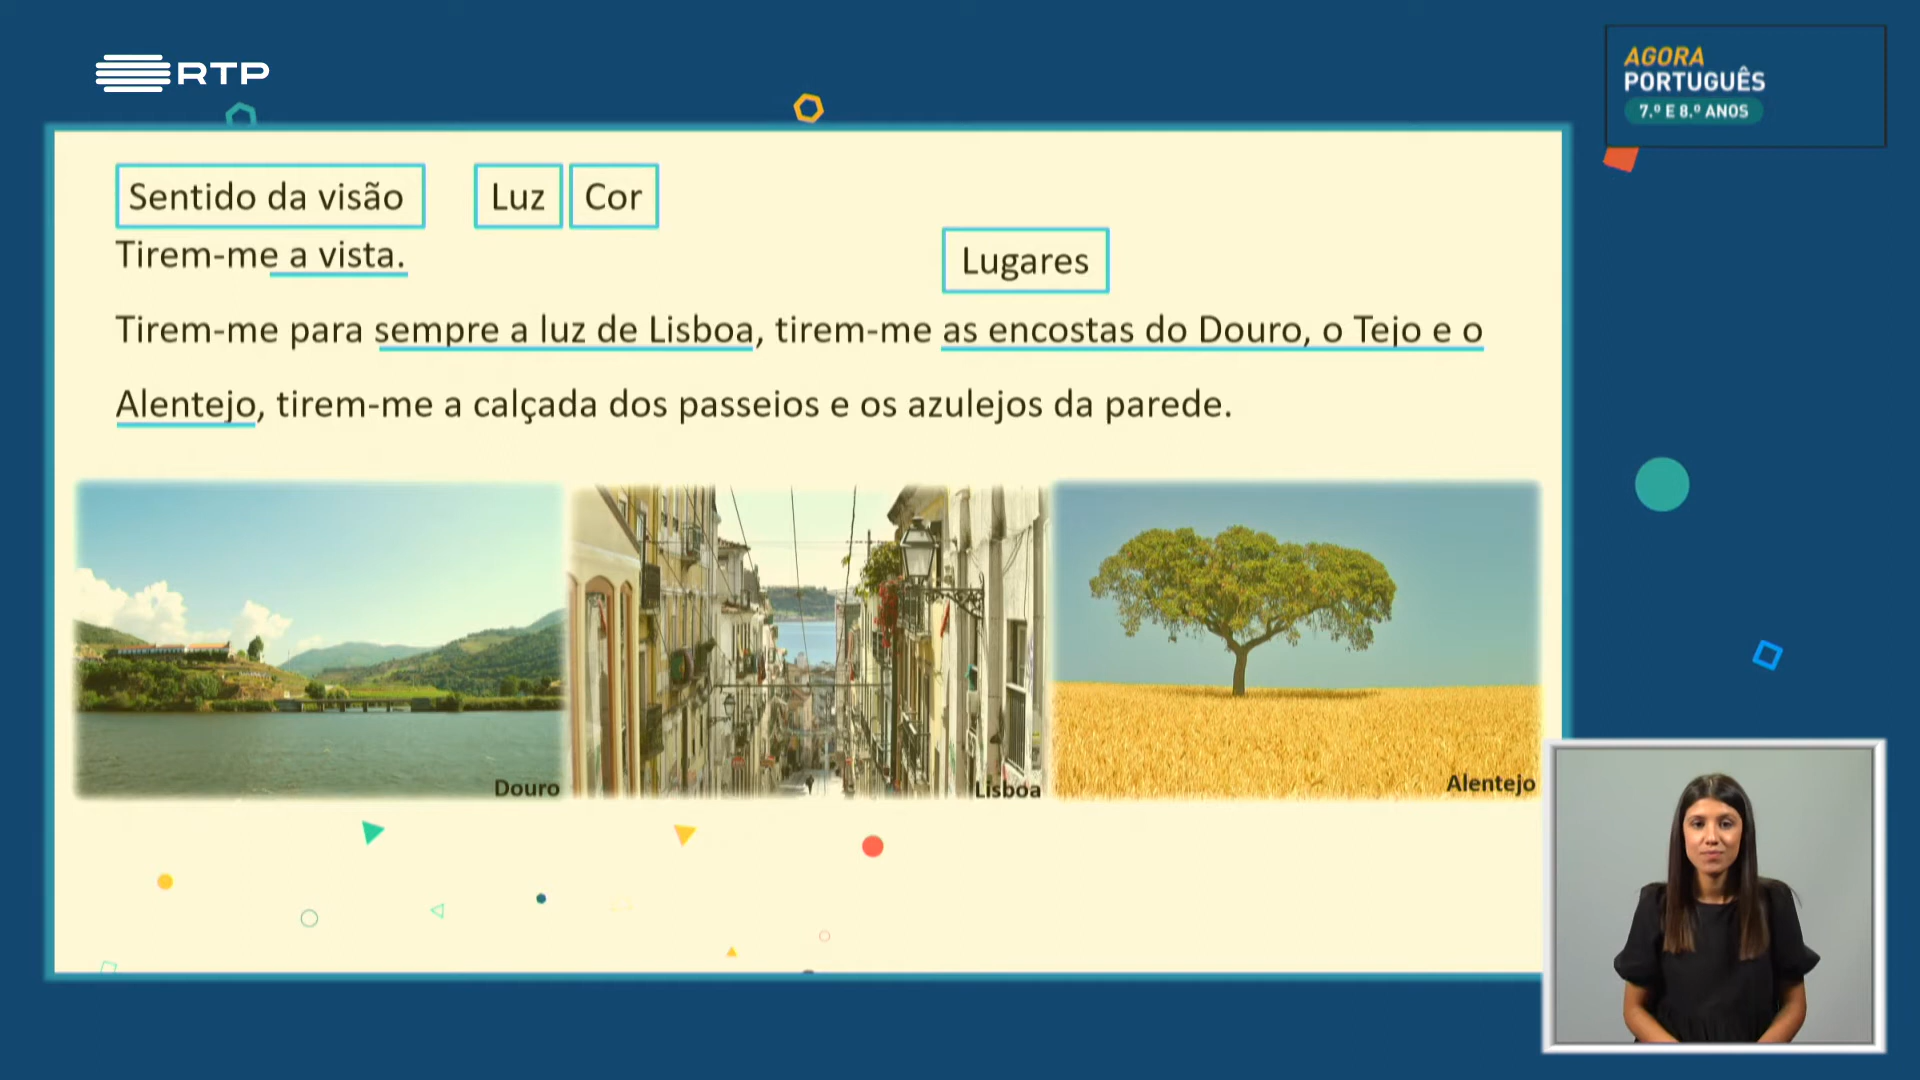 RTP
AGORA
PORTUGUÊS
7.º E 8.º ANOS
Sentido da visão
Luz
Cor
Tirem-me a vista.
Lugares
Tirem-me para sempre a luz de Lisboa, tirem-me as encostas do Douro, o Tejo e o
Alentejo, tirem-me a calçada dos passeios e os azulejos da parede.
Douro
Lisboa
Alentejo